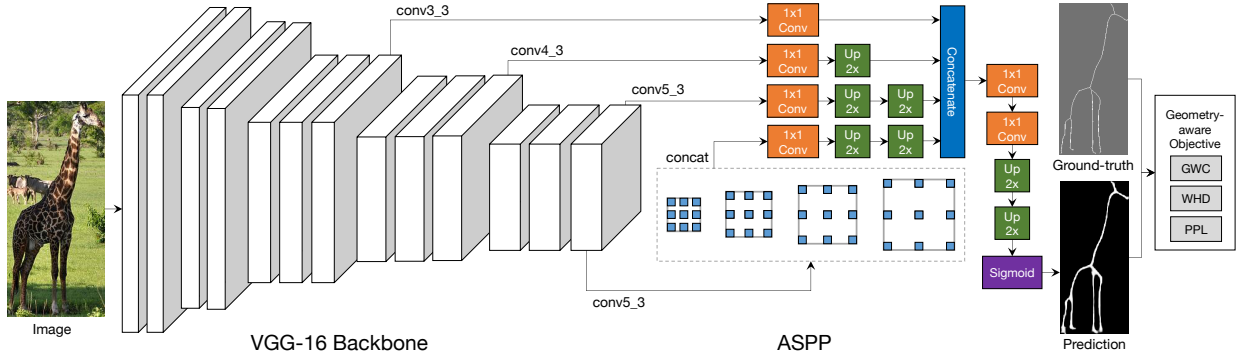 conv3_3
conv4_3
conv5_3
concat
conv5_3
1x1
Conv
1x1
Conv
Up
2x
1x1
Conv
Up
2x
Up
2x
1x1
Conv
Up
2x
Up
2x
Concatenate
1x1
Conv
1x1
Conv
Up
2x
Up
2x
Sigmoid
Ground-truth
Prediction
Geometry-
aware
Objective
GWC
WHD
PPL
Image
VGG-16 Backbone
ASPP